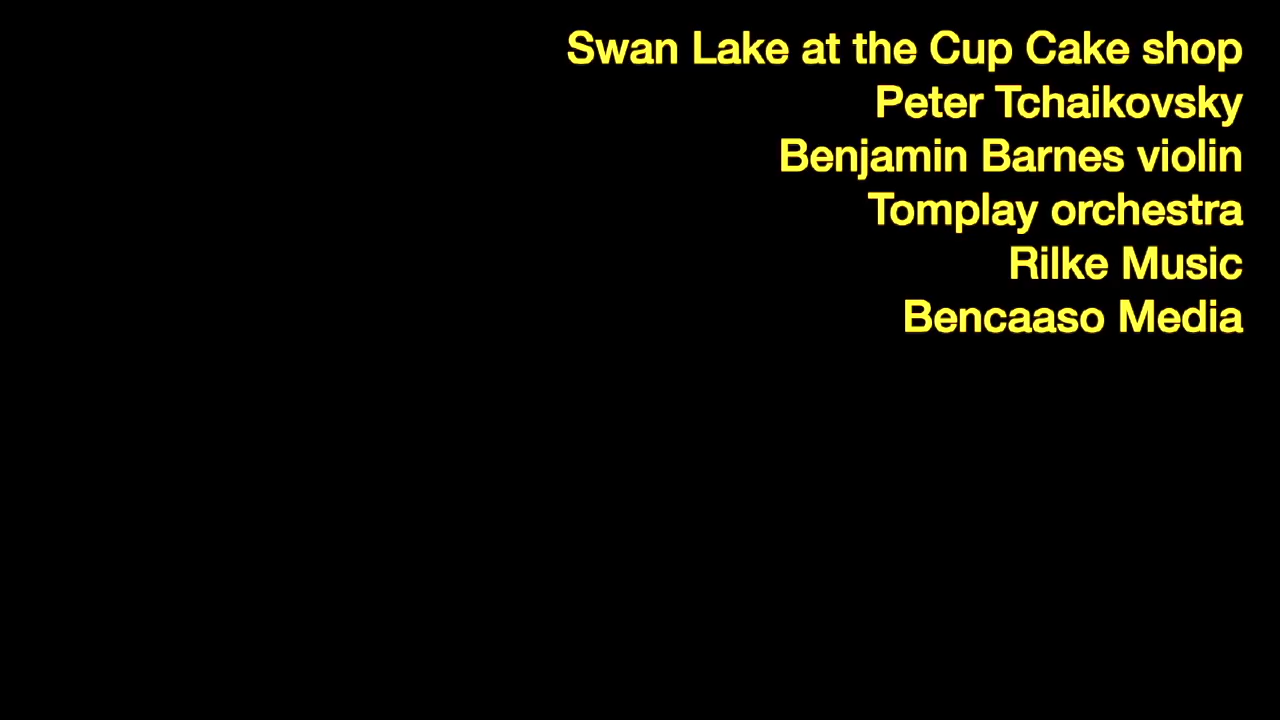 Swan Lake at the Cup Cake shop
Peter Tchaikovsky
Benjamin Barnes violin
Tomplay orchestra
Rilke Music
Bencaaso Media